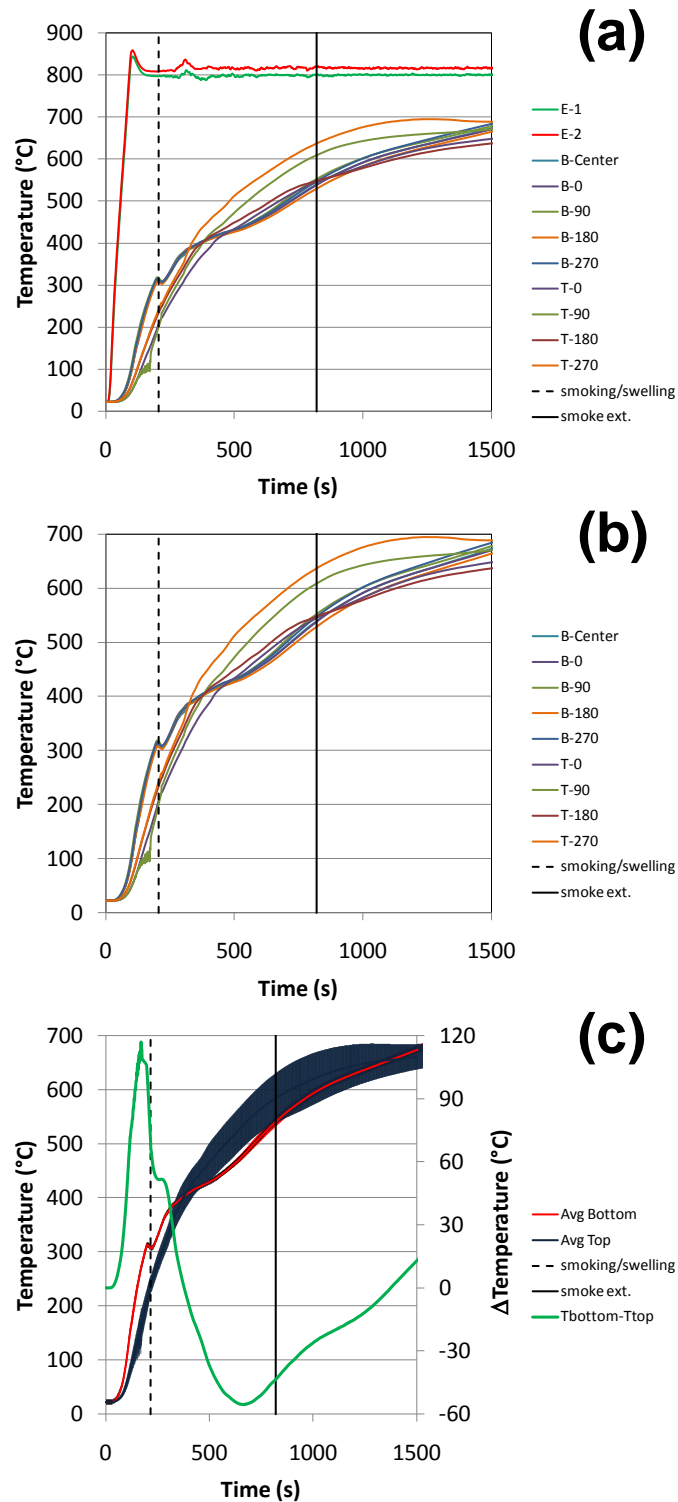 (a)
900
800
700
600
500
400
300
200
100
0
Temperature (°C)
0 500 1000 1500
Time (s)
E-1
E-2
B-Center
B-0
B-90
B-180
B-270
T-0
T-90
T-180
T-270
smoking/swelling
smoke ext.
(b)
700
600
500
400
300
200
100
0
Temperature (°C)
0 500 1000 1500
Time (s)
B-Center
B-0
B-90
B-180
B-270
T-0
T-90
T-180
T-270
smoking/swelling
smoke ext.
(c)
700
600
500
400
300
200
100
0
Temperature (°C)
120
90
60
30
0
-30
-60
ΔTemperature (°C)
0 500 1000 1500
Time (s)
Avg Bottom
Avg Top
smoking/swelling
smoke ext.
Tbottom-Ttop